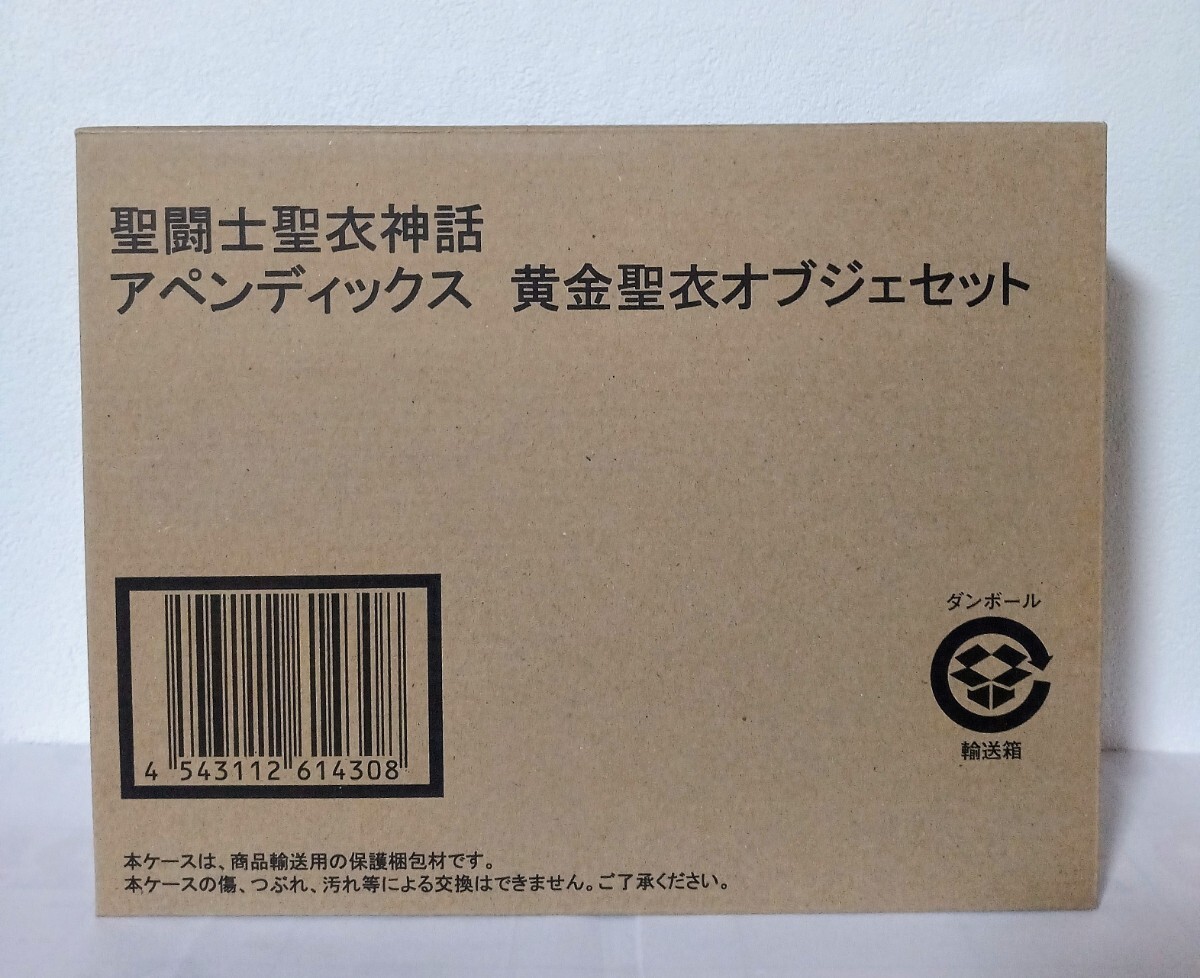 聖闘士聖衣神話
アペンディックス 黄金聖衣オブジェセット
ダンボール
輸送箱
4 543112 614308
本ケースは、商品輸送用の保護梱包材です。
本ケースの傷、つぶれ、汚れ等による交換はできません。ご了承ください。